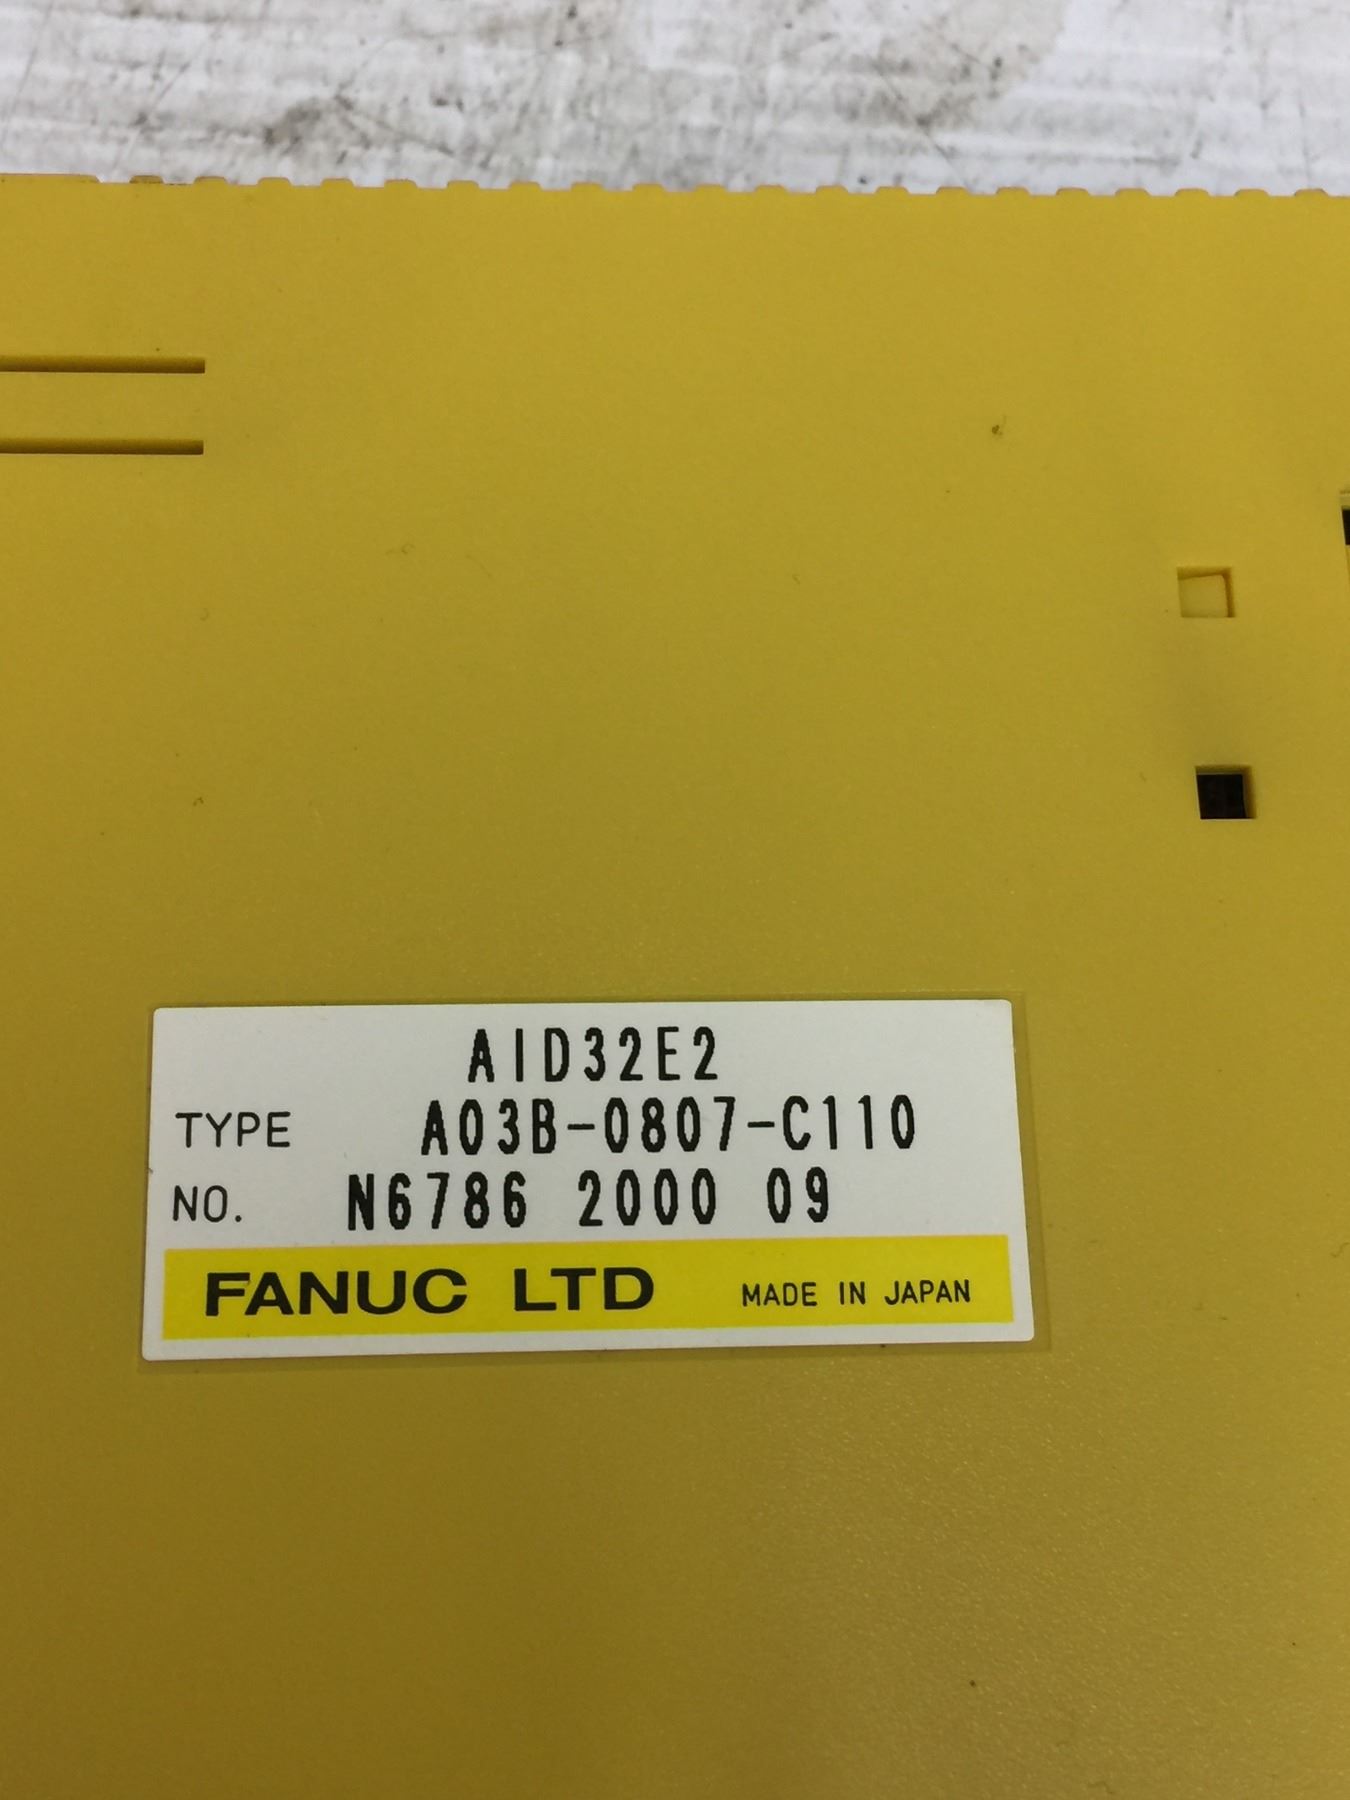 AID32E2
TYPE A03B-0807-C110
NO. N6786 2000 09
FANUC LTD MADE IN JAPAN